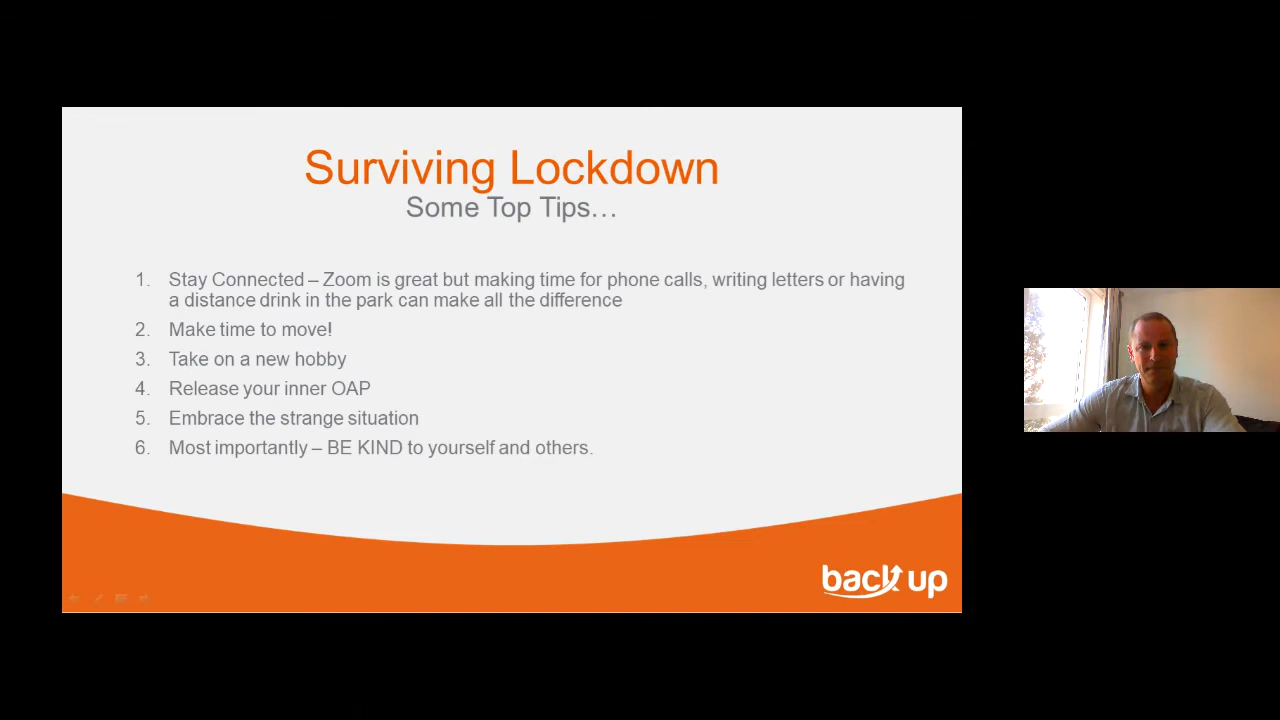 Surviving Lockdown
Some Top Tips…
1. Stay Connected – Zoom is great but making time for phone calls, writing letters or having
a distance drink in the park can make all the difference
2. Make time to move!
3. Take on a new hobby
4. Release your inner OAP
5. Embrace the strange situation
6. Most importantly – BE KIND to yourself and others.
back up